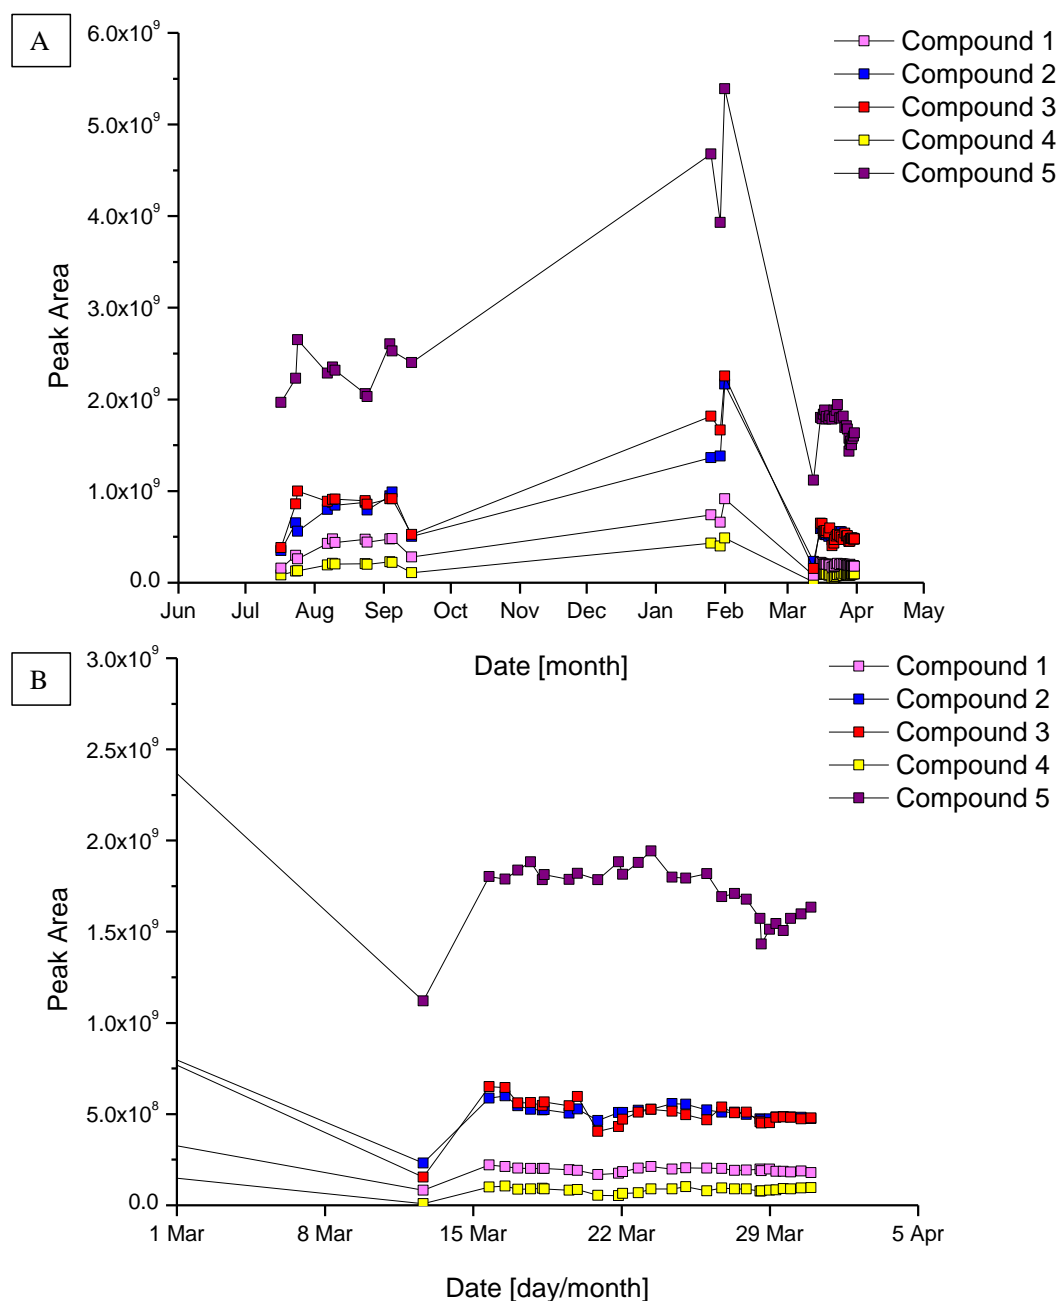 A
6.0x10⁹
5.0x10⁹
4.0x10⁹
3.0x10⁹
2.0x10⁹
1.0x10⁹
0.0
Peak Area
Compound 1
Compound 2
Compound 3
Compound 4
Compound 5
Jun Jul Aug Sep Oct Nov Dec Jan Feb Mar Apr May
Date [month]
B
3.0x10⁹
2.5x10⁹
2.0x10⁹
1.5x10⁹
1.0x10⁹
5.0x10⁸
0.0
Peak Area
Compound 1
Compound 2
Compound 3
Compound 4
Compound 5
1 Mar 8 Mar 15 Mar 22 Mar 29 Mar 5 Apr
Date [day/month]